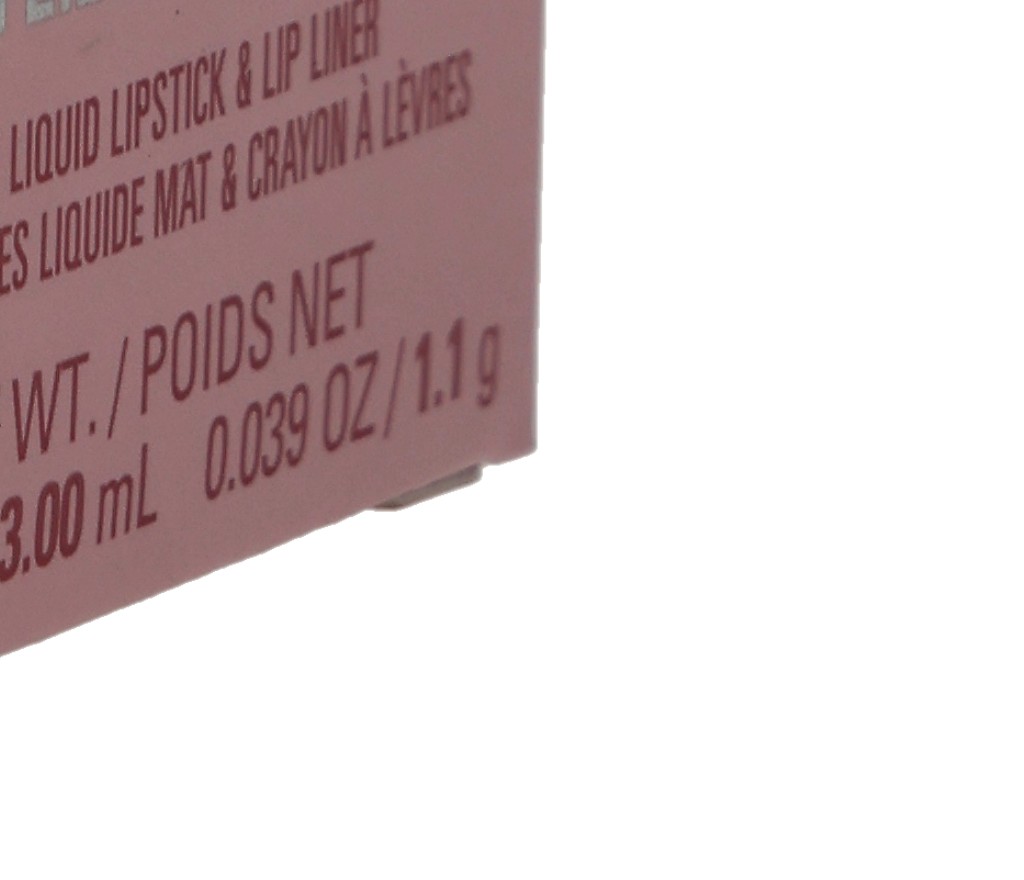 LIQUID LIPSTICK & LIP LINER
ES LIQUIDE MAT & CRAYON À LÈVRES
WT. / POIDS NET
3.00 mL 0.039 OZ / 1.1 g